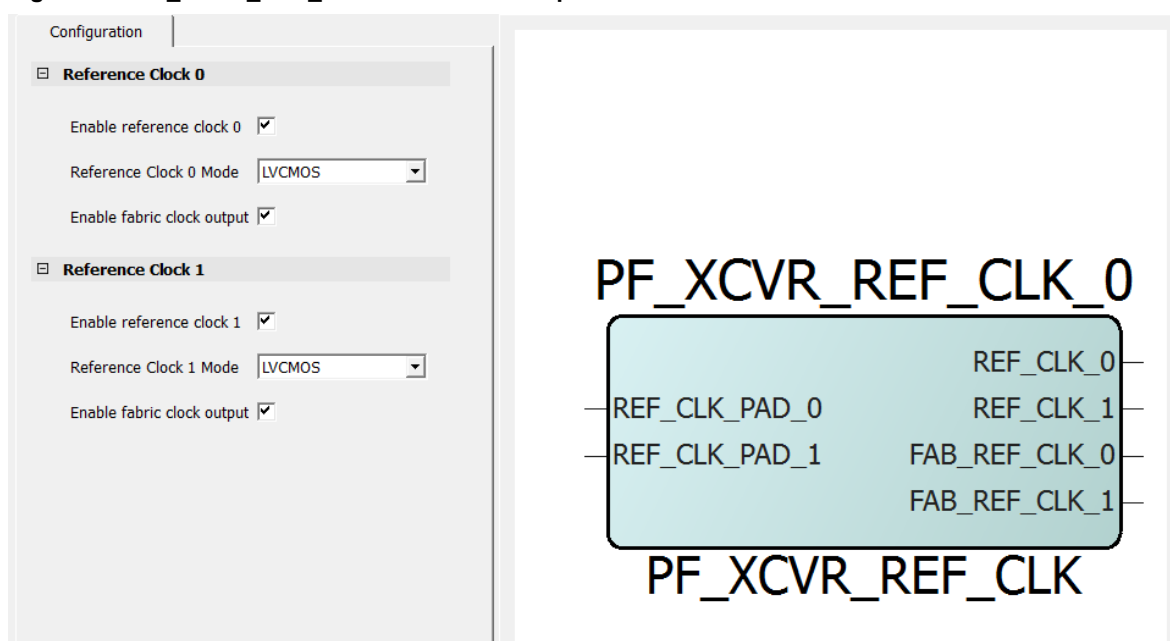 Configuration
Reference Clock 0
Enable reference clock 0
Reference Clock 0 Mode LVCMOS
Enable fabric clock output
Reference Clock 1
Enable reference clock 1
Reference Clock 1 Mode LVCMOS
Enable fabric clock output
PF_XCVR_REF_CLK_0
REF_CLK_0
REF_CLK_PAD_0 REF_CLK_1
REF_CLK_PAD_1 FAB_REF_CLK_0
FAB_REF_CLK_1
PF_XCVR_REF_CLK